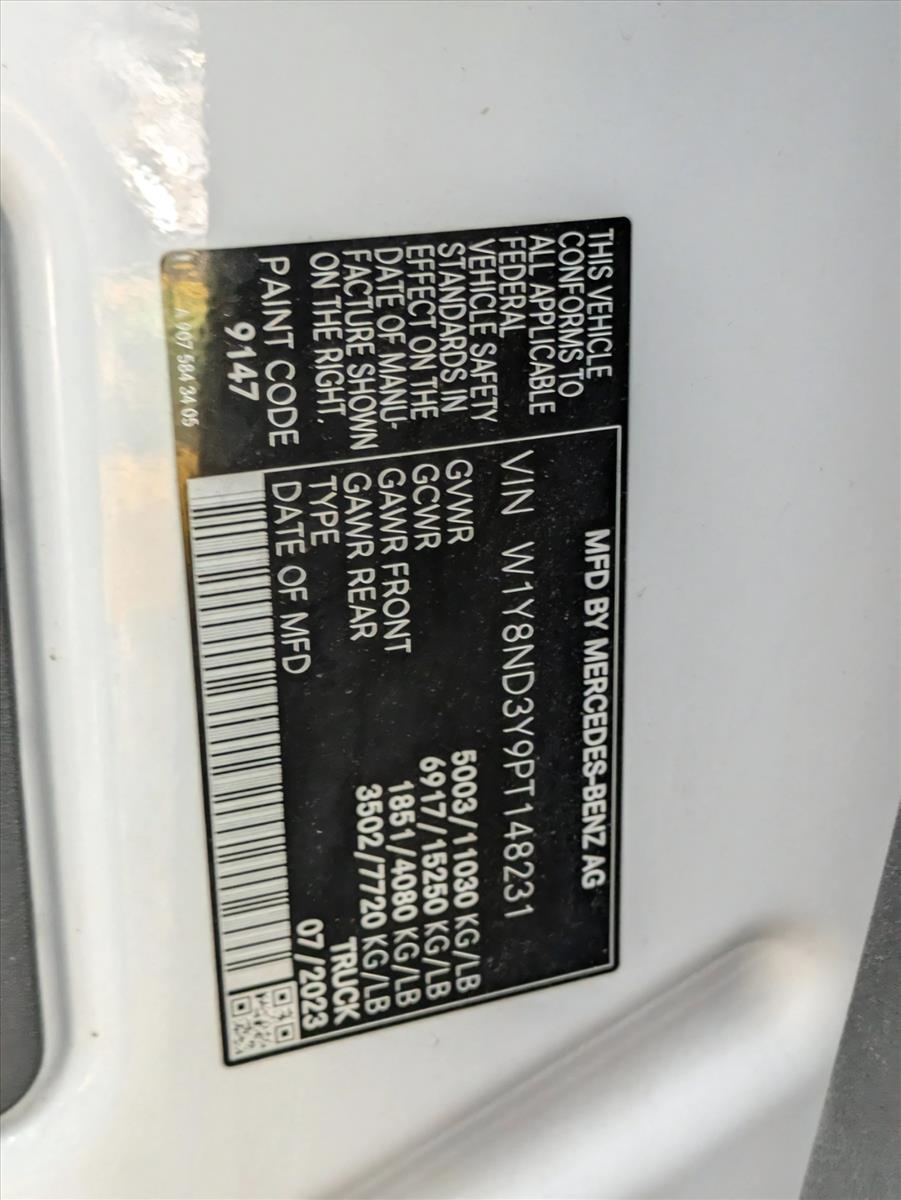 MFD BY MERCEDES-BENZ AG
THIS VEHICLE
CONFORMS TO
ALL APPLICABLE
FEDERAL
VEHICLE SAFETY
STANDARDS IN
EFFECT ON THE
DATE OF MANU-
FACTURE SHOWN
ON THE RIGHT.
PAINT CODE
9147
A 907 584 34 05
VIN W1Y8ND3Y9PT148231
GVWR 5003/11030 KG/LB
GCWR 6917/15250 KG/LB
GAWR FRONT 1851/4080 KG/LB
GAWR REAR 3502/7720 KG/LB
TYPE TRUCK
DATE OF MFD 07/2023